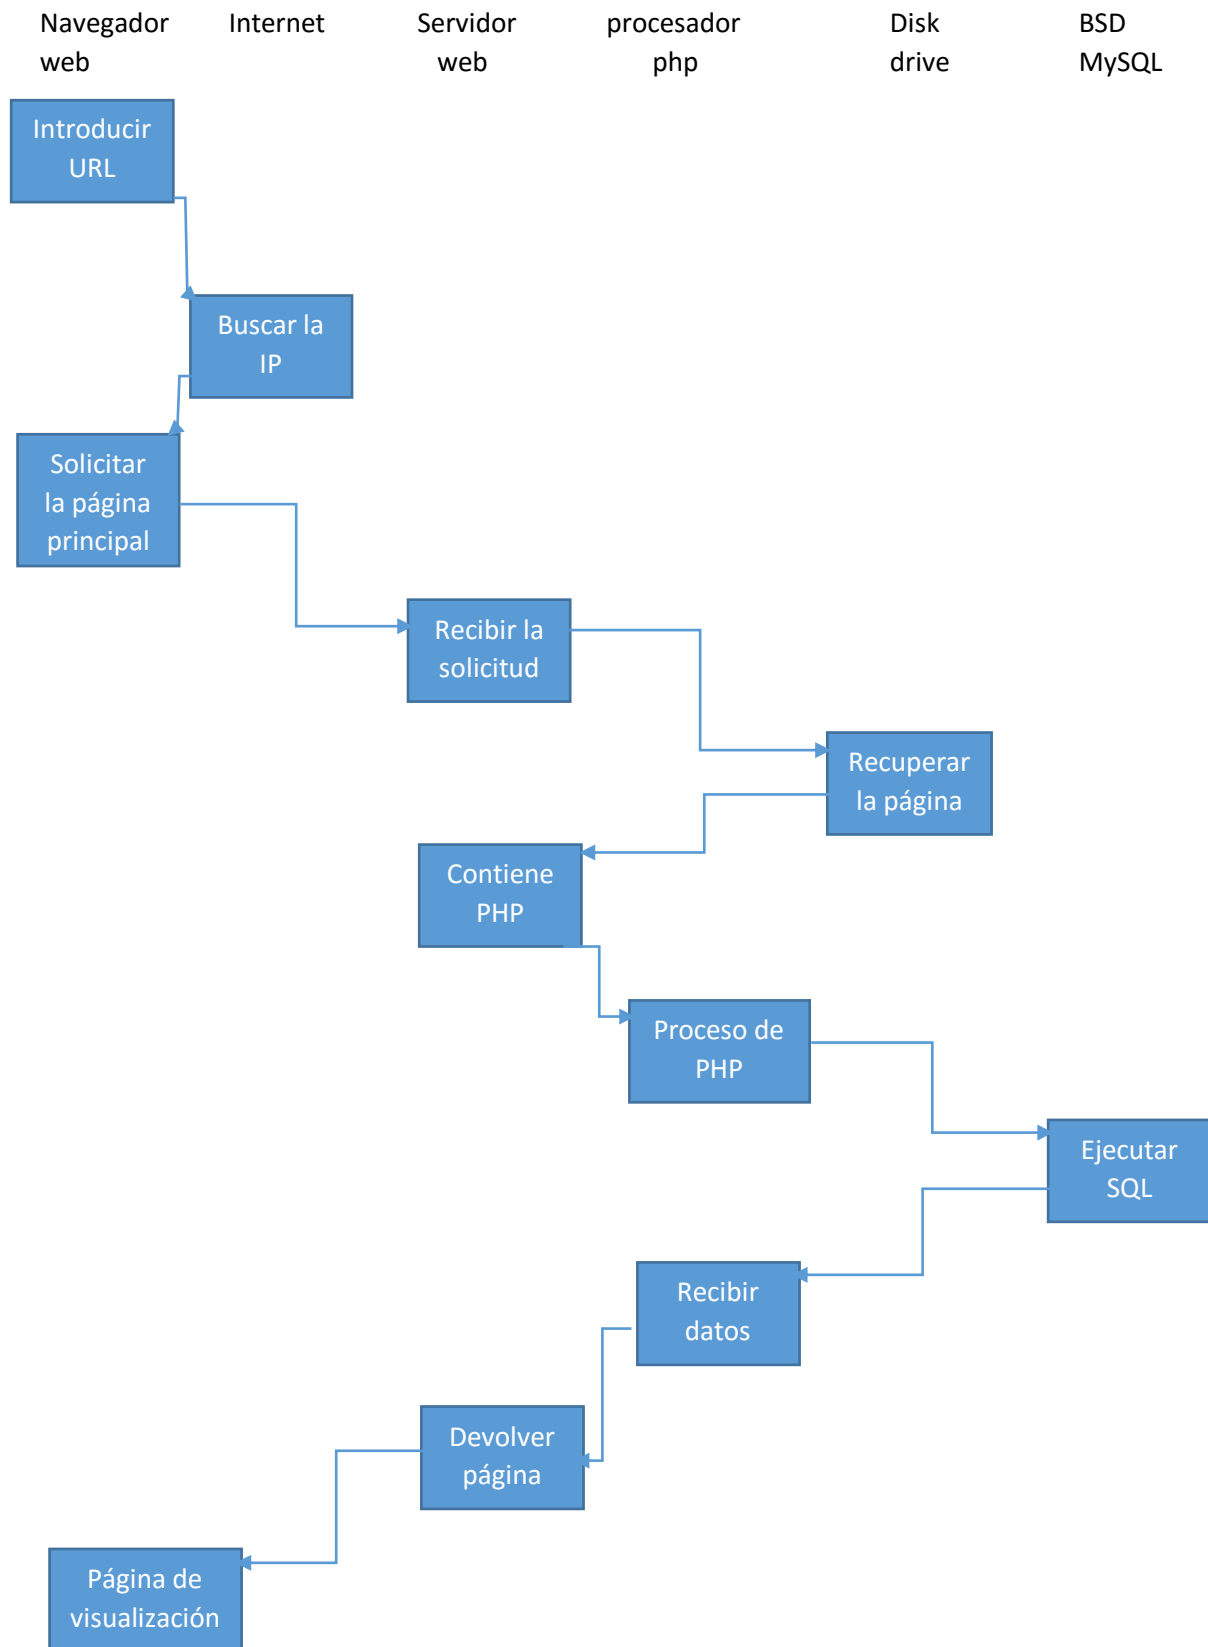 Navegador
web
Internet
Servidor
web
procesador
php
Disk
drive
BSD
MySQL
Introducir
URL
Buscar la
IP
Solicitar
la página
principal
Recibir la
solicitud
Recuperar
la página
Contiene
PHP
Proceso de
PHP
Ejecutar
SQL
Recibir
datos
Devolver
página
Página de
visualización